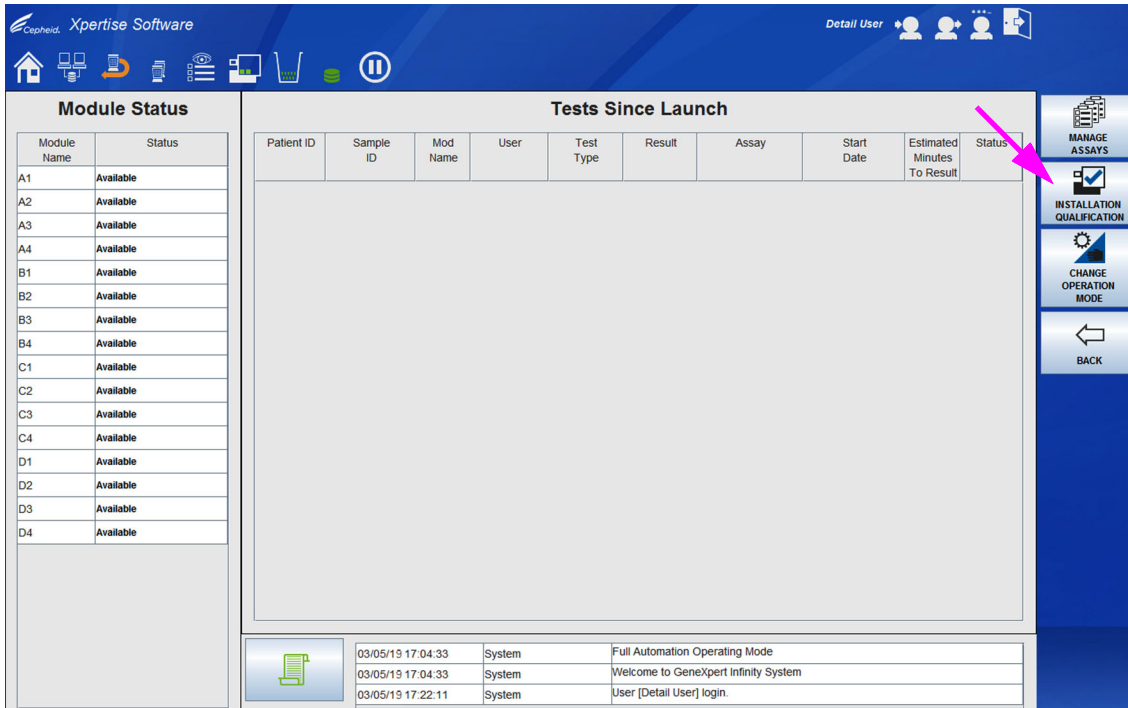 Cepheid. Xpertise Software
Detail User
Module Status
Tests Since Launch
Module
Name
Status
Patient ID
Sample
ID
Mod
Name
User
Test
Type
Result
Assay
Start
Date
Estimated
Minutes
To Result
Status
A1 Available
A2 Available
A3 Available
A4 Available
B1 Available
B2 Available
B3 Available
B4 Available
C1 Available
C2 Available
C3 Available
C4 Available
D1 Available
D2 Available
D3 Available
D4 Available
MANAGE
ASSAYS
INSTALLATION
QUALIFICATION
CHANGE
OPERATION
MODE
BACK
03/05/19 17:04:33 System Full Automation Operating Mode
03/05/19 17:04:33 System Welcome to GeneXpert Infinity System
03/05/19 17:22:11 System User [Detail User] login.